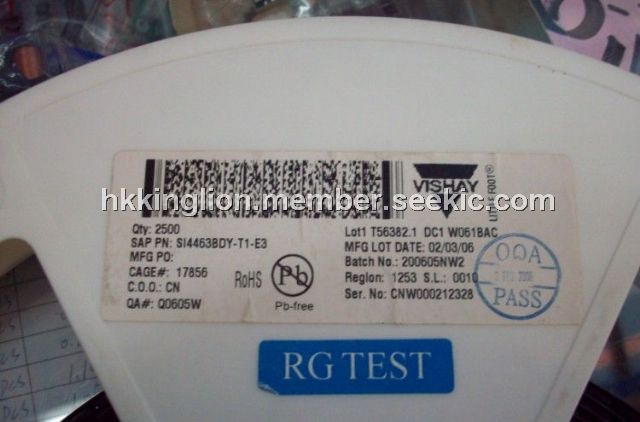 VISHAY
LITTLE FOOT®
hkkinglion.member.seekic.com
Qty: 2500
SAP PN: SI4463BDY-T1-E3
MFG PO:
CAGE#: 17856
C.O.O.: CN
QA#: Q0605W
RoHS
Pb
Pb-free
Lot1 T56382.1 DC1 W061BAC
MFG LOT DATE: 02/03/06
Batch No.: 200605NW2
Region: 1253 S.L.: 0010
Ser. No: CNW000212328
OQA
2006
PASS
RG TEST